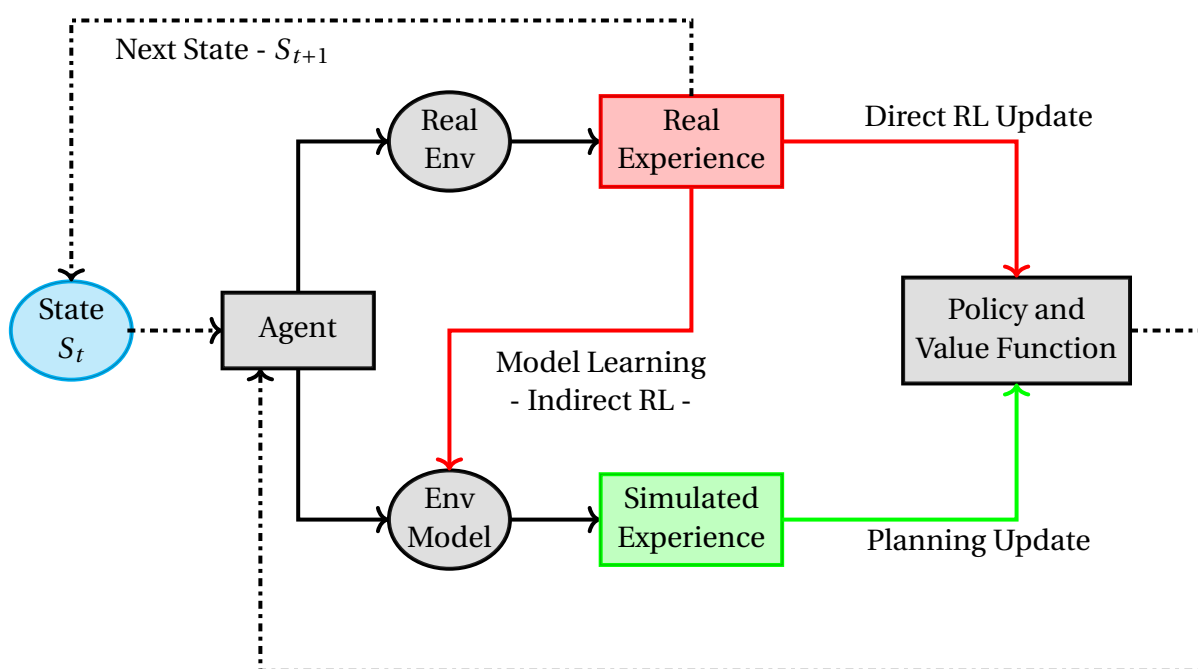 Next State - S_{t+1}
Real
Env
Real
Experience
Direct RL Update
State
S_t
Agent
Policy and
Value Function
Model Learning
- Indirect RL -
Env
Model
Simulated
Experience
Planning Update